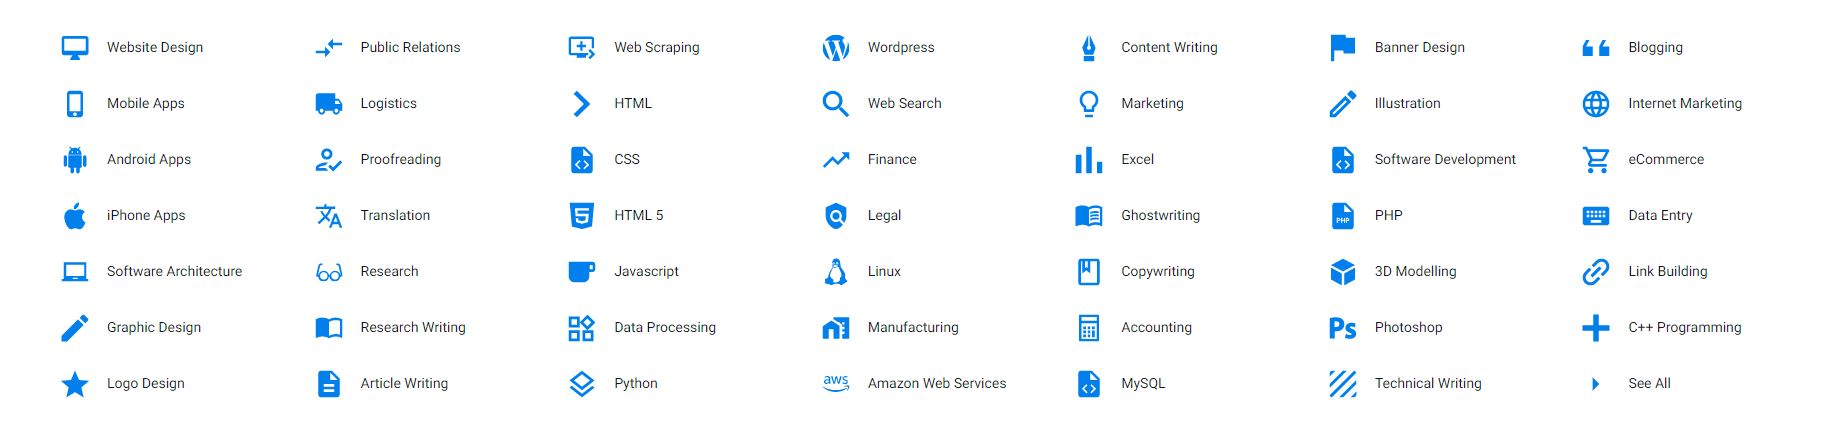 Website Design
Public Relations
Web Scraping
Wordpress
Content Writing
Banner Design
Blogging
Mobile Apps
Logistics
HTML
Web Search
Marketing
Illustration
Internet Marketing
Android Apps
Proofreading
CSS
Finance
Excel
Software Development
eCommerce
iPhone Apps
Translation
HTML 5
Legal
Ghostwriting
PHP
PHP
Data Entry
Software Architecture
Research
Javascript
Linux
Copywriting
3D Modelling
Link Building
Graphic Design
Research Writing
Data Processing
Manufacturing
Accounting
Ps
Photoshop
C++ Programming
Logo Design
Article Writing
Python
aws
Amazon Web Services
MySQL
Technical Writing
See All